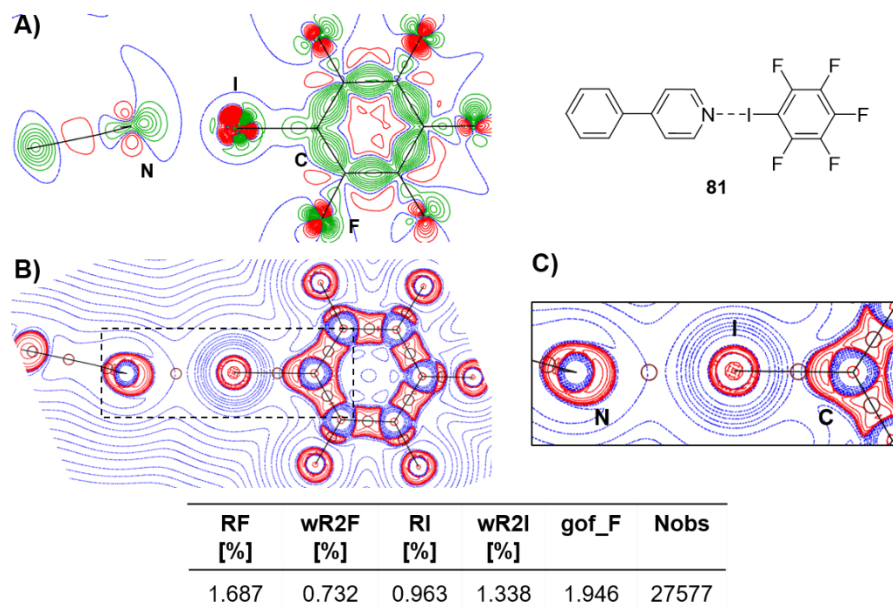 A)
I
N
C
F
F
F
N
I
F
F
F
81
B)
C)
I
N
C
RF wR2F RI wR2I gof_F Nobs
[%] [%] [%] [%]
1.687 0.732 0.963 1.338 1.946 27577